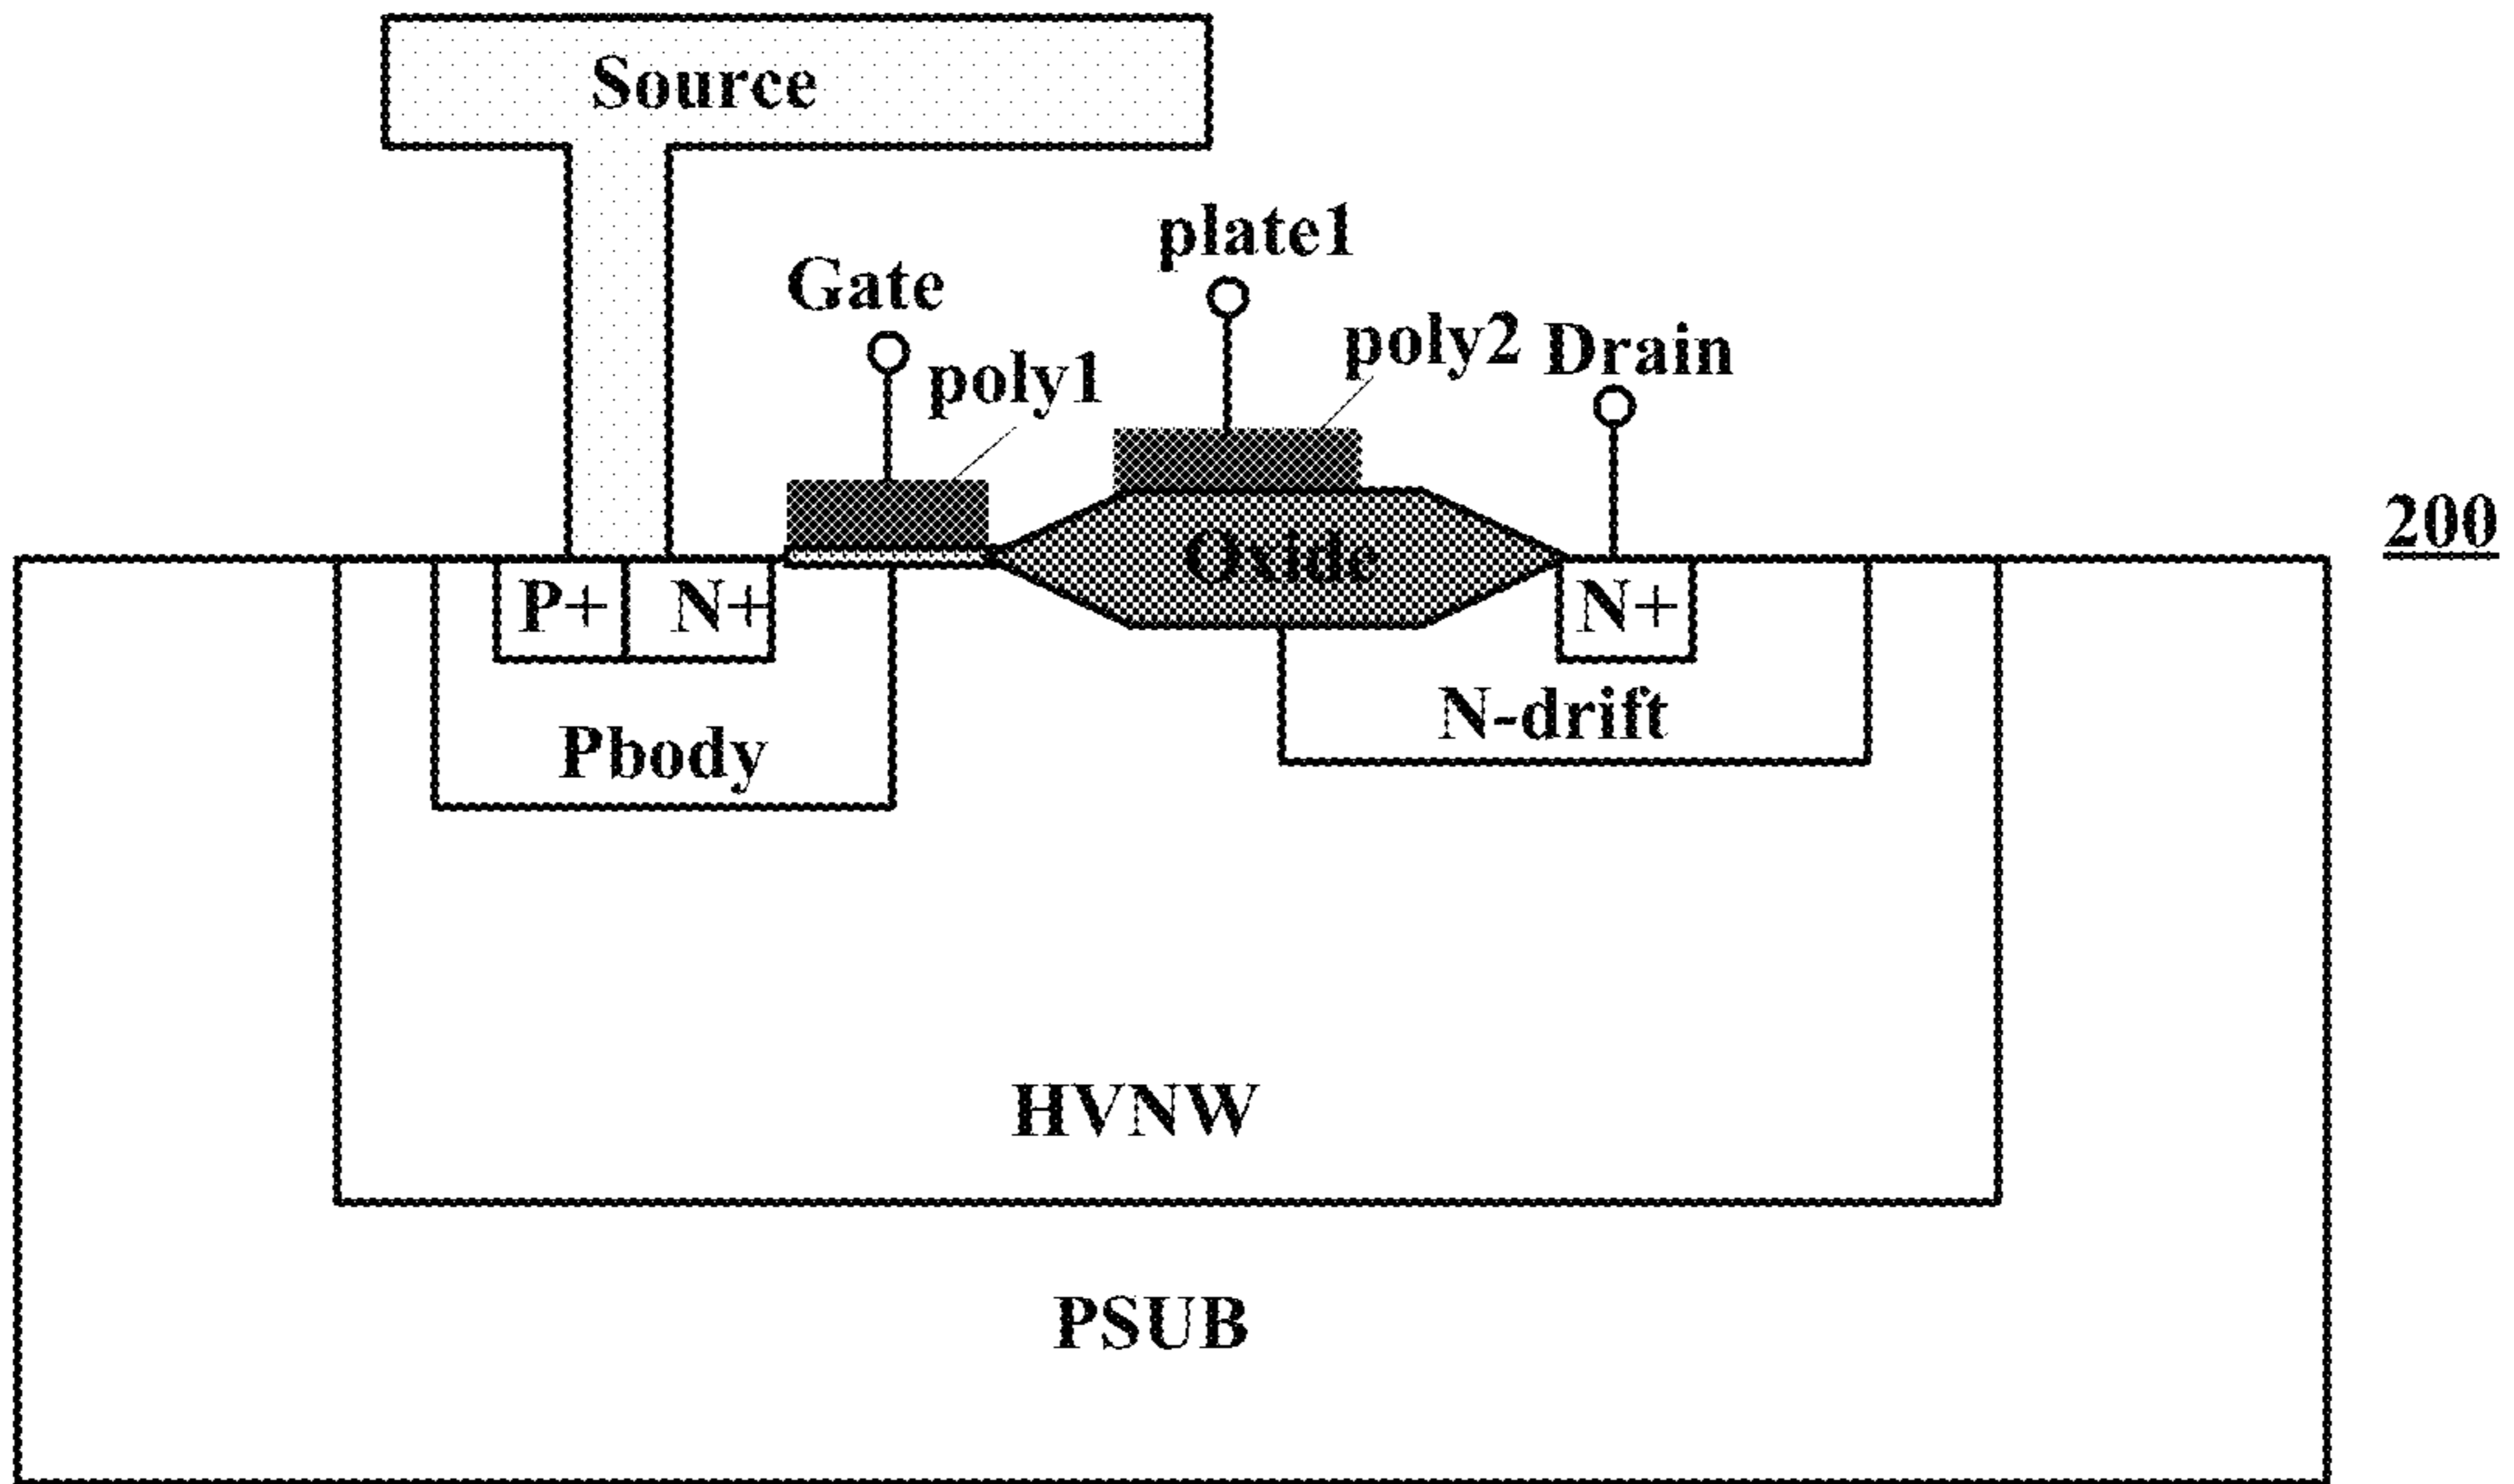 Source
plate1
Gate
poly2 Drain
poly1
200
Oxide
P+ N+ N+
N-drift
Pbody
HVNW
PSUB